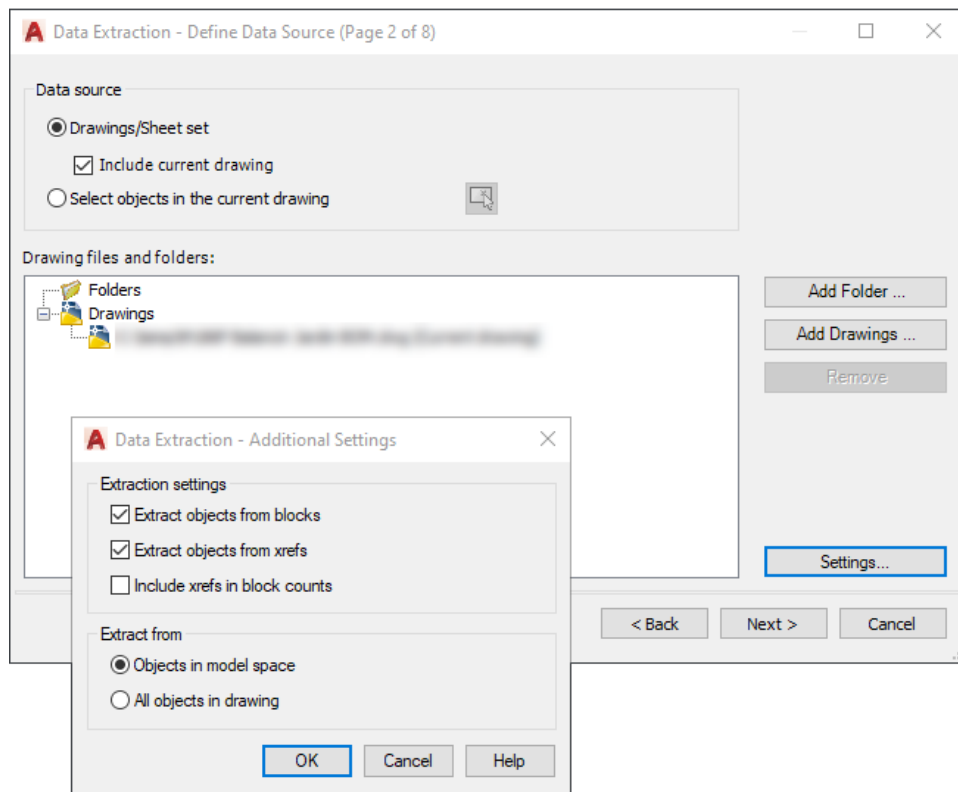 Data Extraction - Define Data Source (Page 2 of 8)
Data source
Drawings/Sheet set
Include current drawing
Select objects in the current drawing
Drawing files and folders:
Folders
Drawings
Add Folder ...
Add Drawings ...
Remove
Settings...
< Back
Next >
Cancel
Data Extraction - Additional Settings
Extraction settings
Extract objects from blocks
Extract objects from xrefs
Include xrefs in block counts
Extract from
Objects in model space
All objects in drawing
OK
Cancel
Help